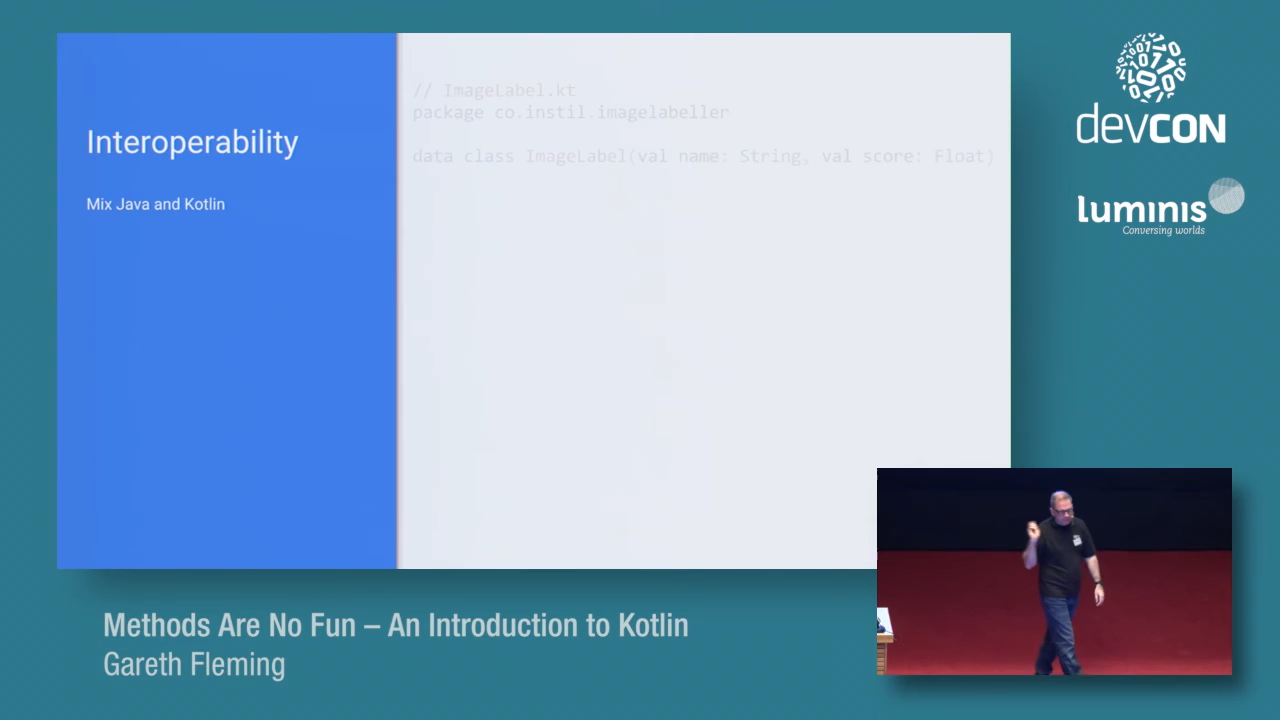 Interoperability
Mix Java and Kotlin
// ImageLabel.kt
package co.instil.imagelabeller
data class ImageLabel(val name: String, val score: Float)
devCON
luminis
Conversing worlds
Methods Are No Fun – An Introduction to Kotlin
Gareth Fleming